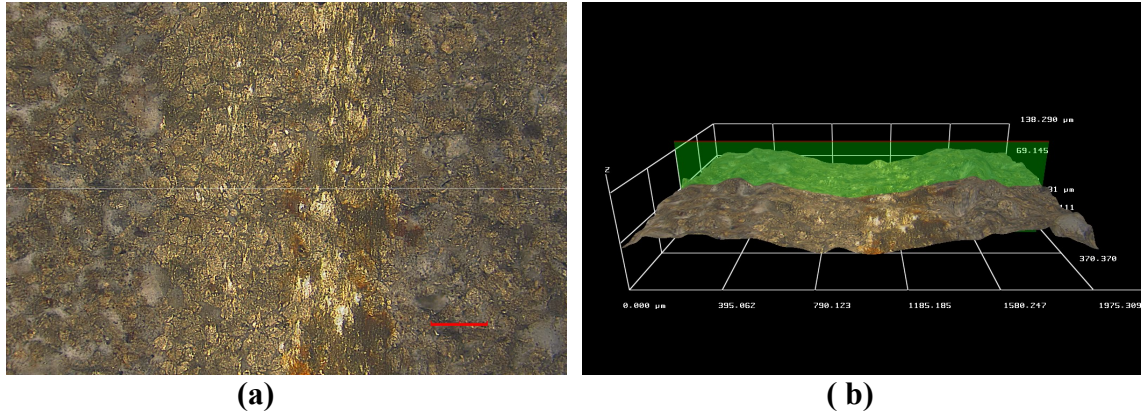 138.290 µm
69.145
Z
370.370
0.000 µm
395.062
790.123
1185.185
1580.247
1975.309
(a)
( b)